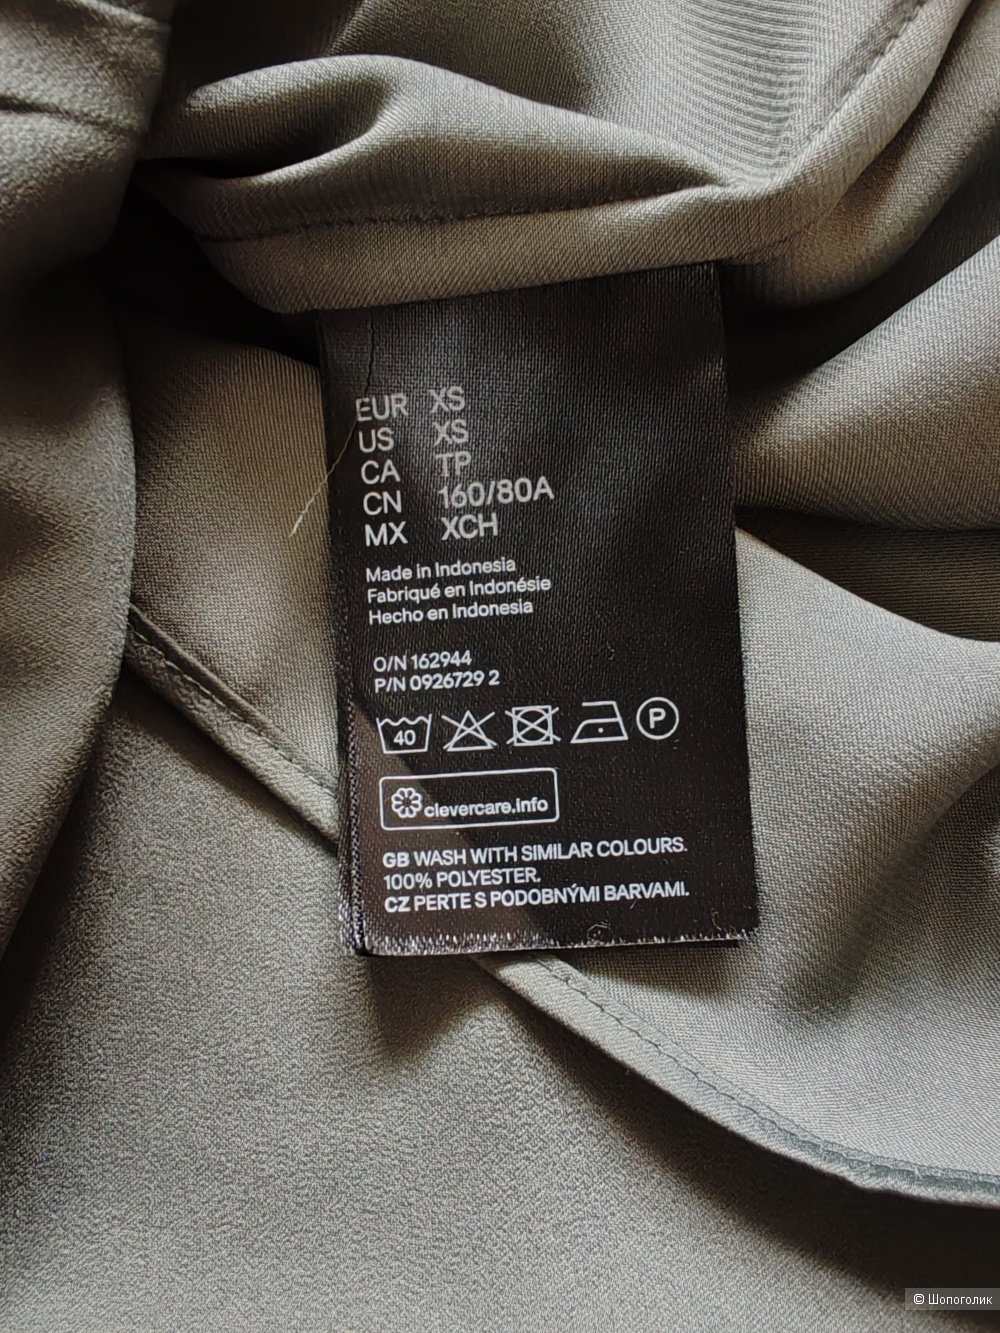 EUR XS
US XS
CA TP
CN 160/80A
MX XCH
Made in Indonesia
Fabriqué en Indonésie
Hecho en Indonesia
O/N 162944
P/N 0926729 2
40 P
clevercare.info
GB WASH WITH SIMILAR COLOURS.
100% POLYESTER.
CZ PERTE S PODOBNÝMI BARVAMI.
© Шопоголик